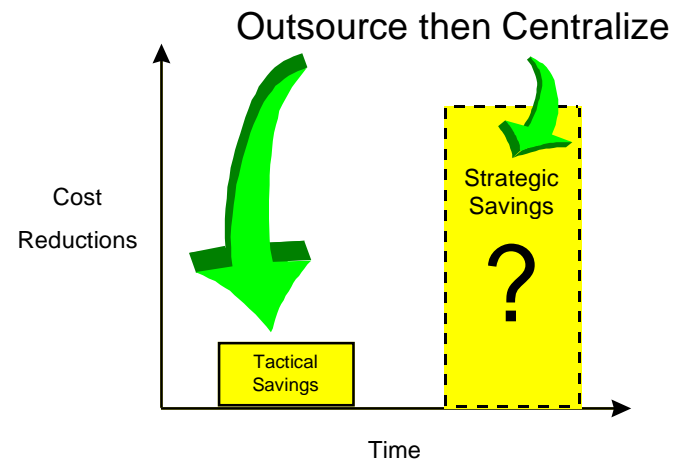 Outsource then Centralize
Cost
Reductions
Strategic
Savings
?
Tactical
Savings
Time